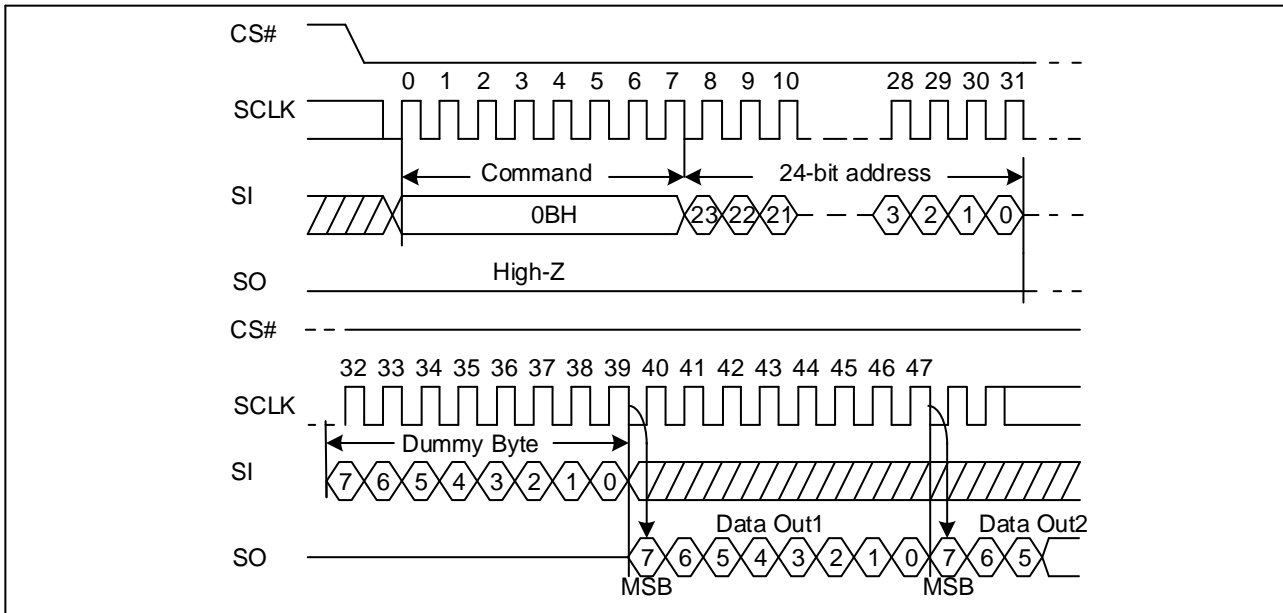 CS#
0 1 2 3 4 5 6 7 8 9 10 28 29 30 31
SCLK
Command 24-bit address
SI
0BH 23 22 21 3 2 1 0
High-Z
SO
CS#
32 33 34 35 36 37 38 39 40 41 42 43 44 45 46 47
SCLK
Dummy Byte
SI
7 6 5 4 3 2 1 0
Data Out1 Data Out2
SO
7 6 5 4 3 2 1 0 7 6 5
MSB MSB